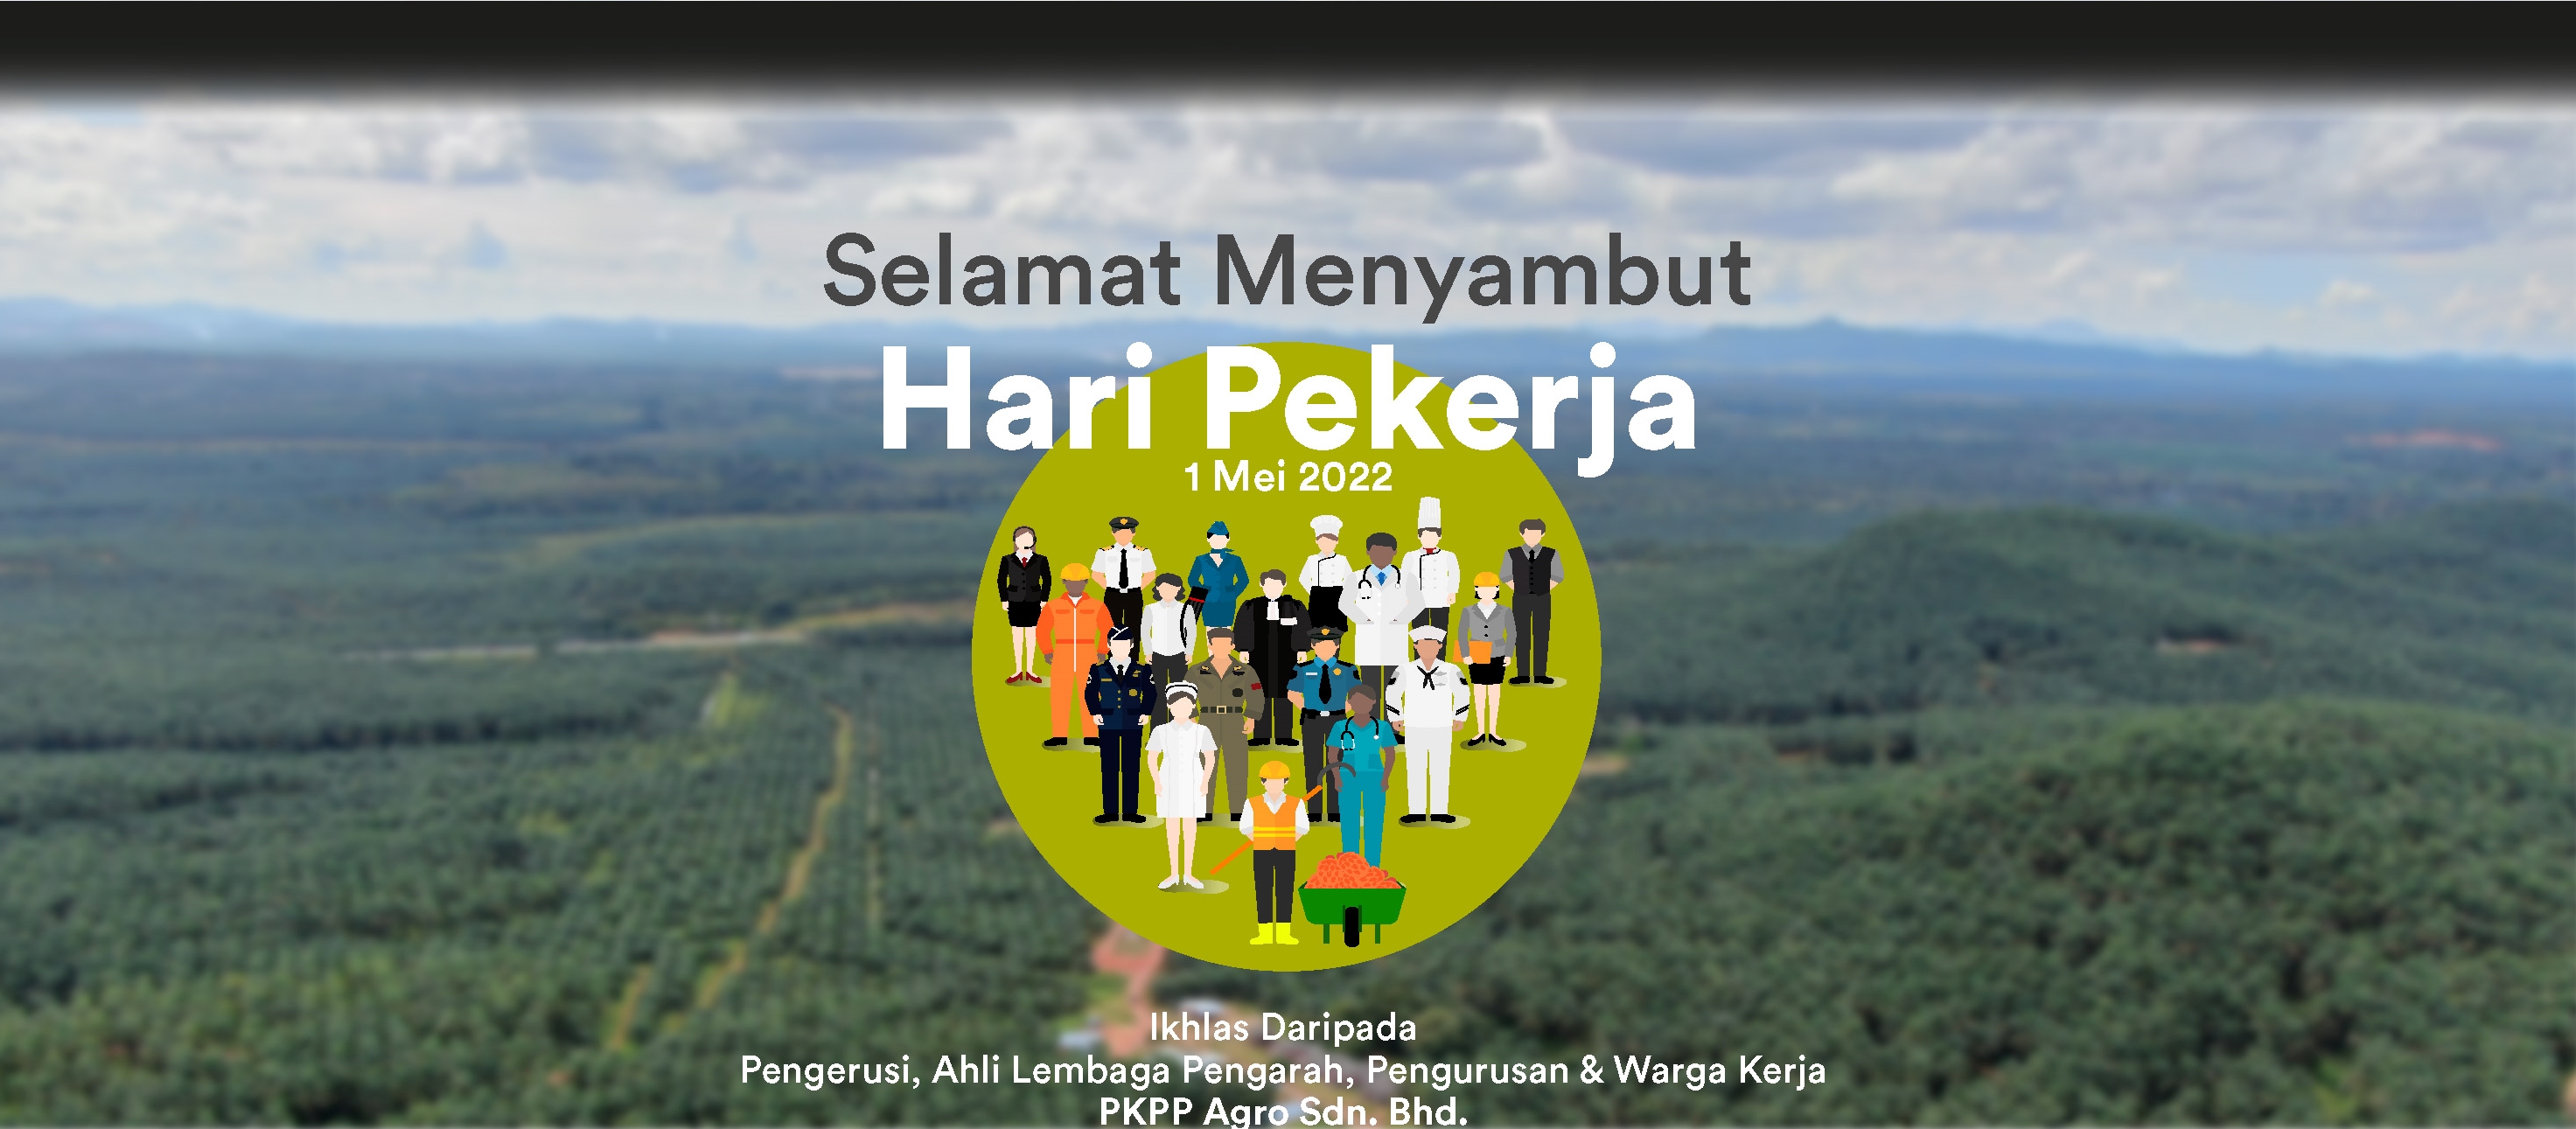 Selamat Menyambut
Hari Pekerja
1 Mei 2022
Ikhlas Daripada
Pengerusi, Ahli Lembaga Pengarah, Pengurusan & Warga Kerja
PKPP Agro Sdn. Bhd.